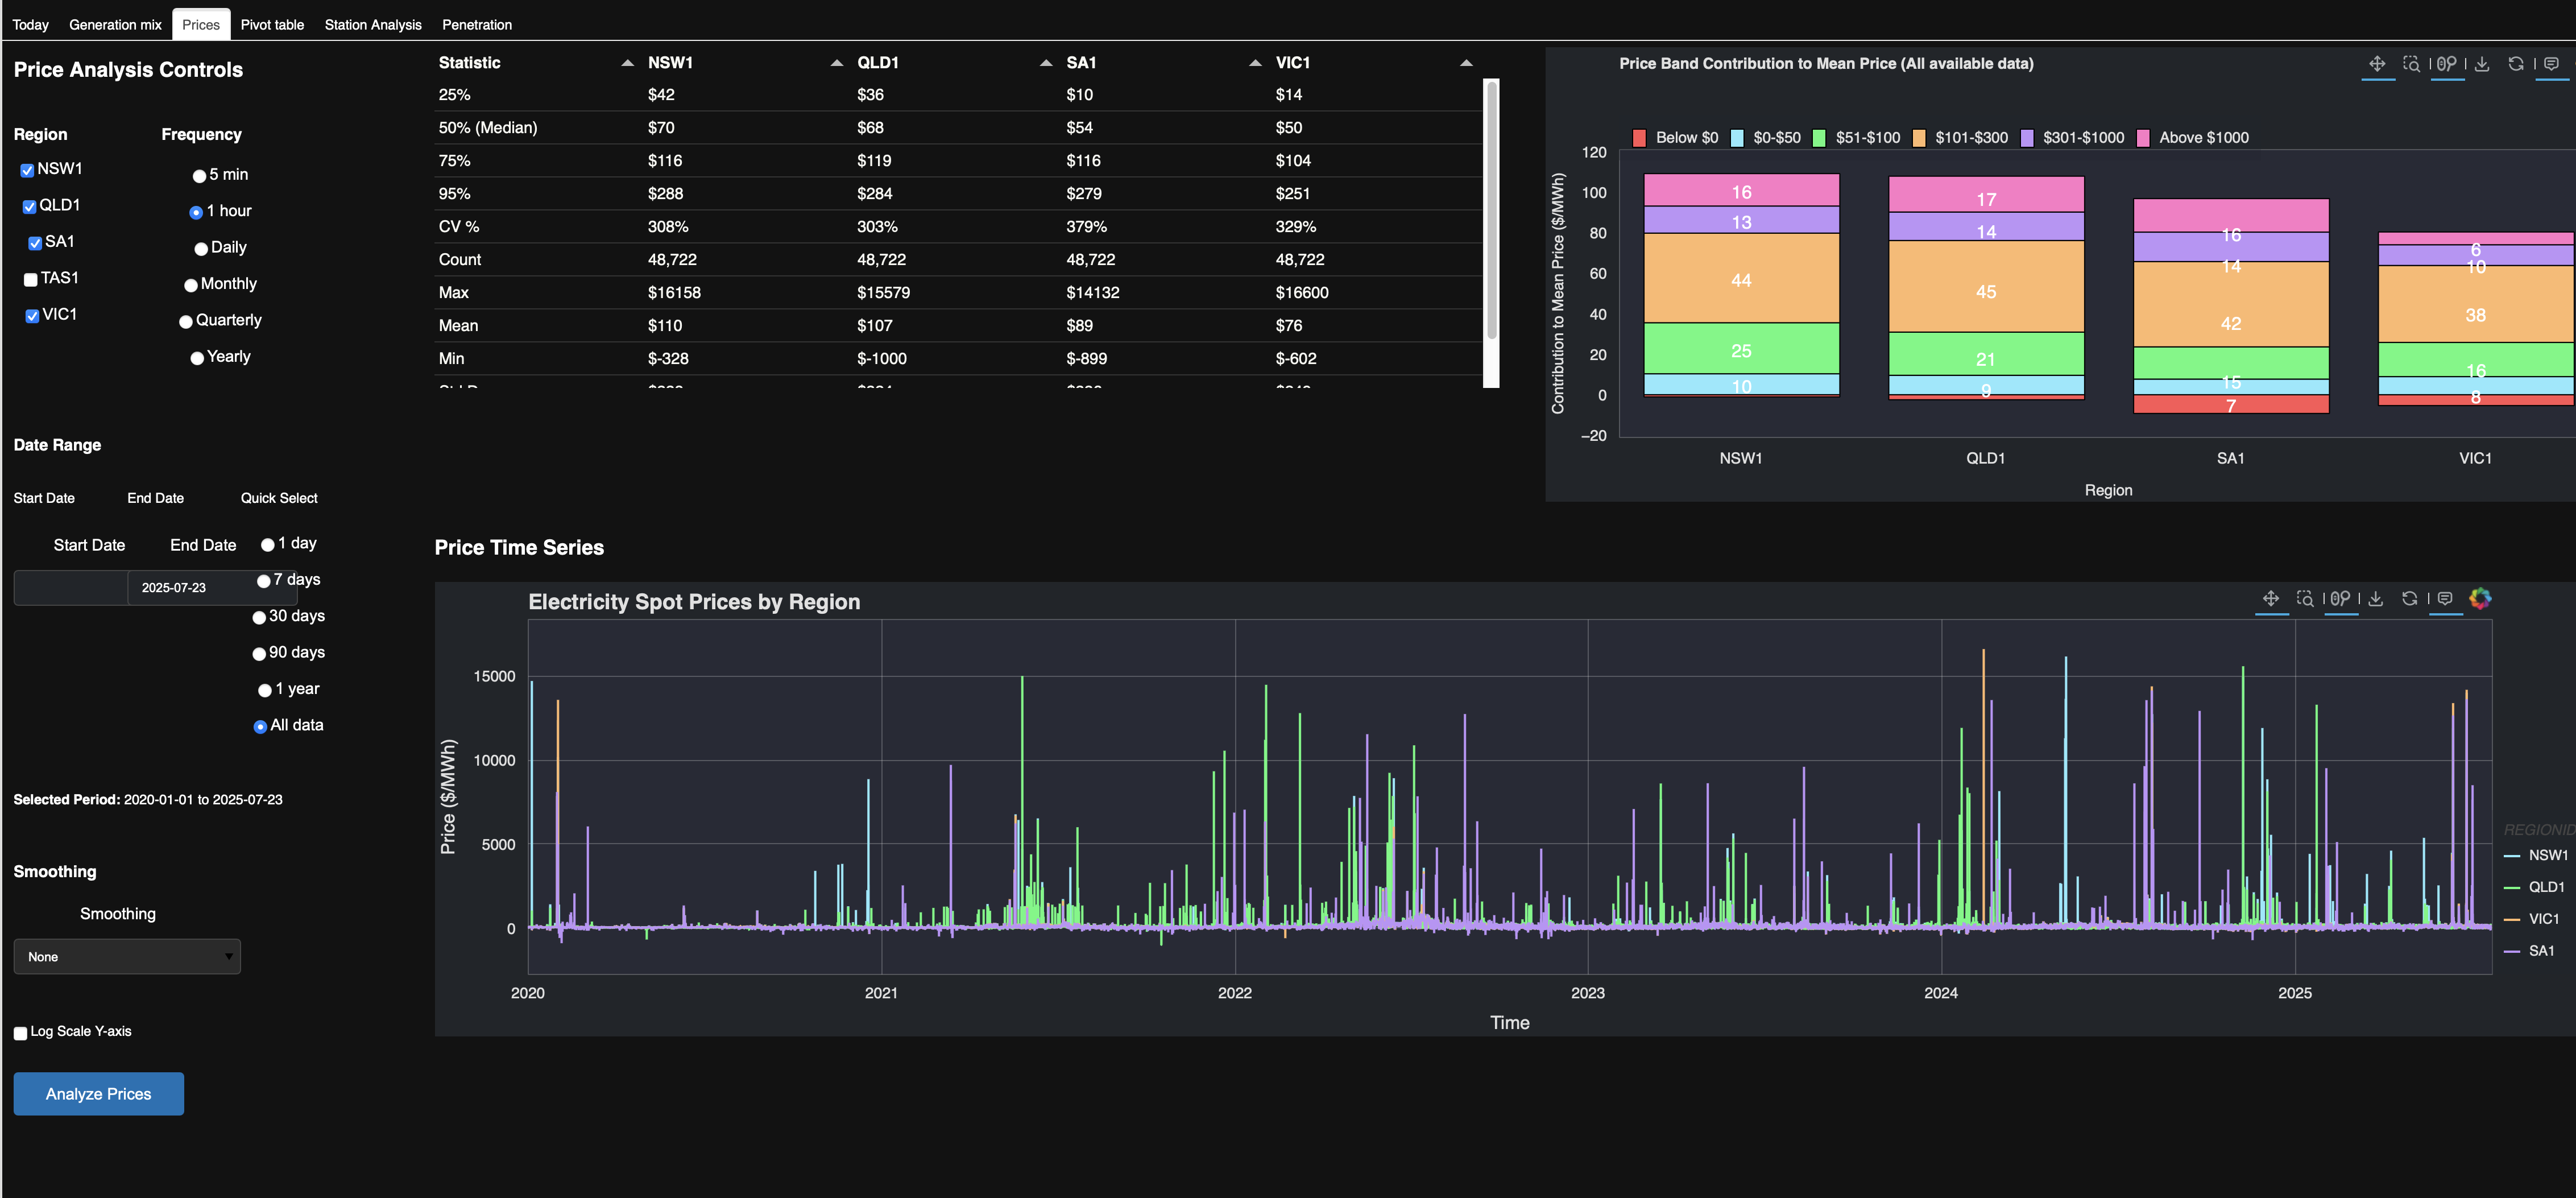 Today Generation mix Prices Pivot table Station Analysis Penetration
Price Analysis Controls
Region Frequency
NSW1
QLD1
SA1
TAS1
VIC1
5 min
1 hour
Daily
Monthly
Quarterly
Yearly
Date Range
Start Date End Date Quick Select
Start Date End Date
2025-07-23
1 day
7 days
30 days
90 days
1 year
All data
Selected Period: 2020-01-01 to 2025-07-23
Smoothing
Smoothing
None
Log Scale Y-axis
Analyze Prices
Statistic NSW1 QLD1 SA1 VIC1
25% $42 $36 $10 $14
50% (Median) $70 $68 $54 $50
75% $116 $119 $116 $104
95% $288 $284 $279 $251
CV % 308% 303% 379% 329%
Count 48,722 48,722 48,722 48,722
Max $16158 $15579 $14132 $16600
Mean $110 $107 $89 $76
Min $-328 $-1000 $-899 $-602
Price Band Contribution to Mean Price (All available data)
Below $0 $0-$50 $51-$100 $101-$300 $301-$1000 Above $1000
Contribution to Mean Price ($/MWh)
120
100
80
60
40
20
0
−20
16
13
44
25
10
17
14
45
21
9
16
14
42
15
7
6
10
38
16
8
NSW1 QLD1 SA1 VIC1
Region
Price Time Series
Electricity Spot Prices by Region
Price ($/MWh)
15000
10000
5000
0
2020 2021 2022 2023 2024 2025
Time
REGIONID
NSW1
QLD1
VIC1
SA1